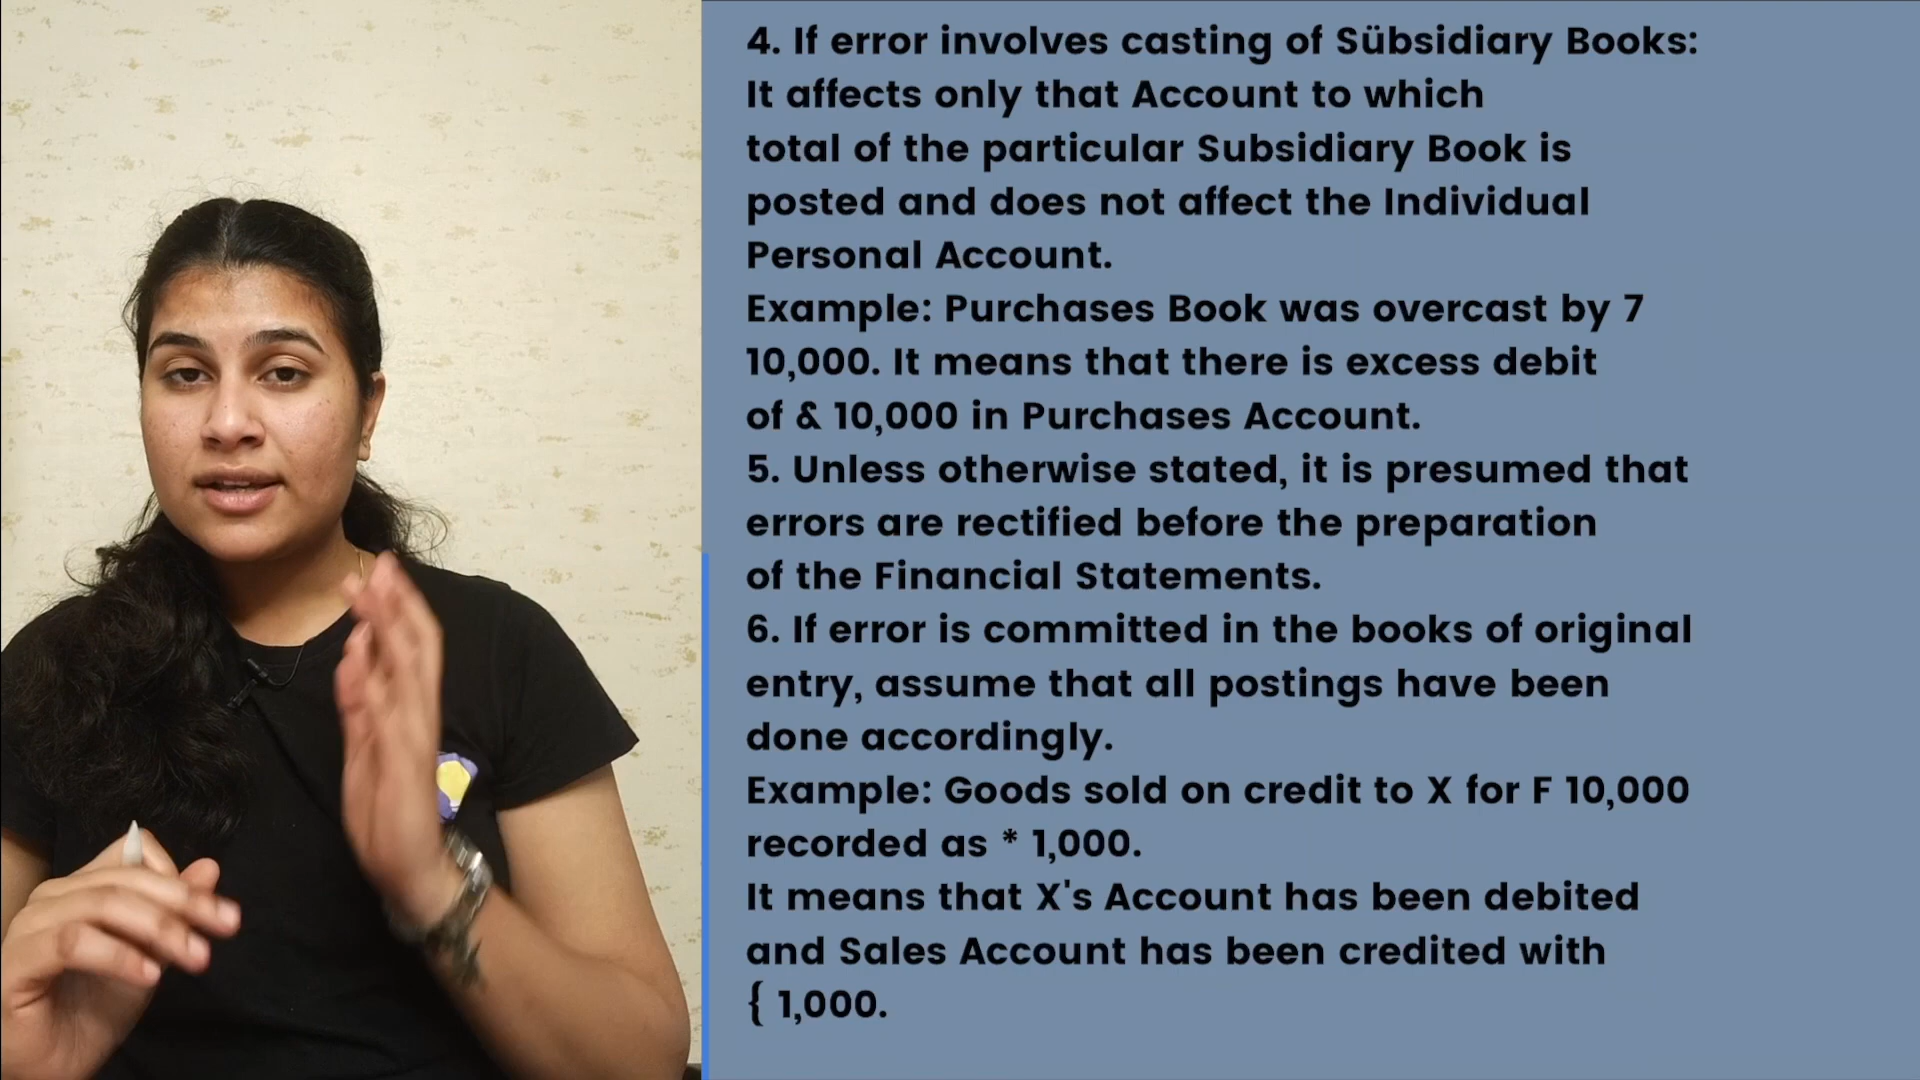 4. If error involves casting of Sübsidiary Books:
It affects only that Account to which
total of the particular Subsidiary Book is
posted and does not affect the Individual
Personal Account.
Example: Purchases Book was overcast by 7
10,000. It means that there is excess debit
of & 10,000 in Purchases Account.
5. Unless otherwise stated, it is presumed that
errors are rectified before the preparation
of the Financial Statements.
6. If error is committed in the books of original
entry, assume that all postings have been
done accordingly.
Example: Goods sold on credit to X for F 10,000
recorded as * 1,000.
It means that X's Account has been debited
and Sales Account has been credited with
{ 1,000.